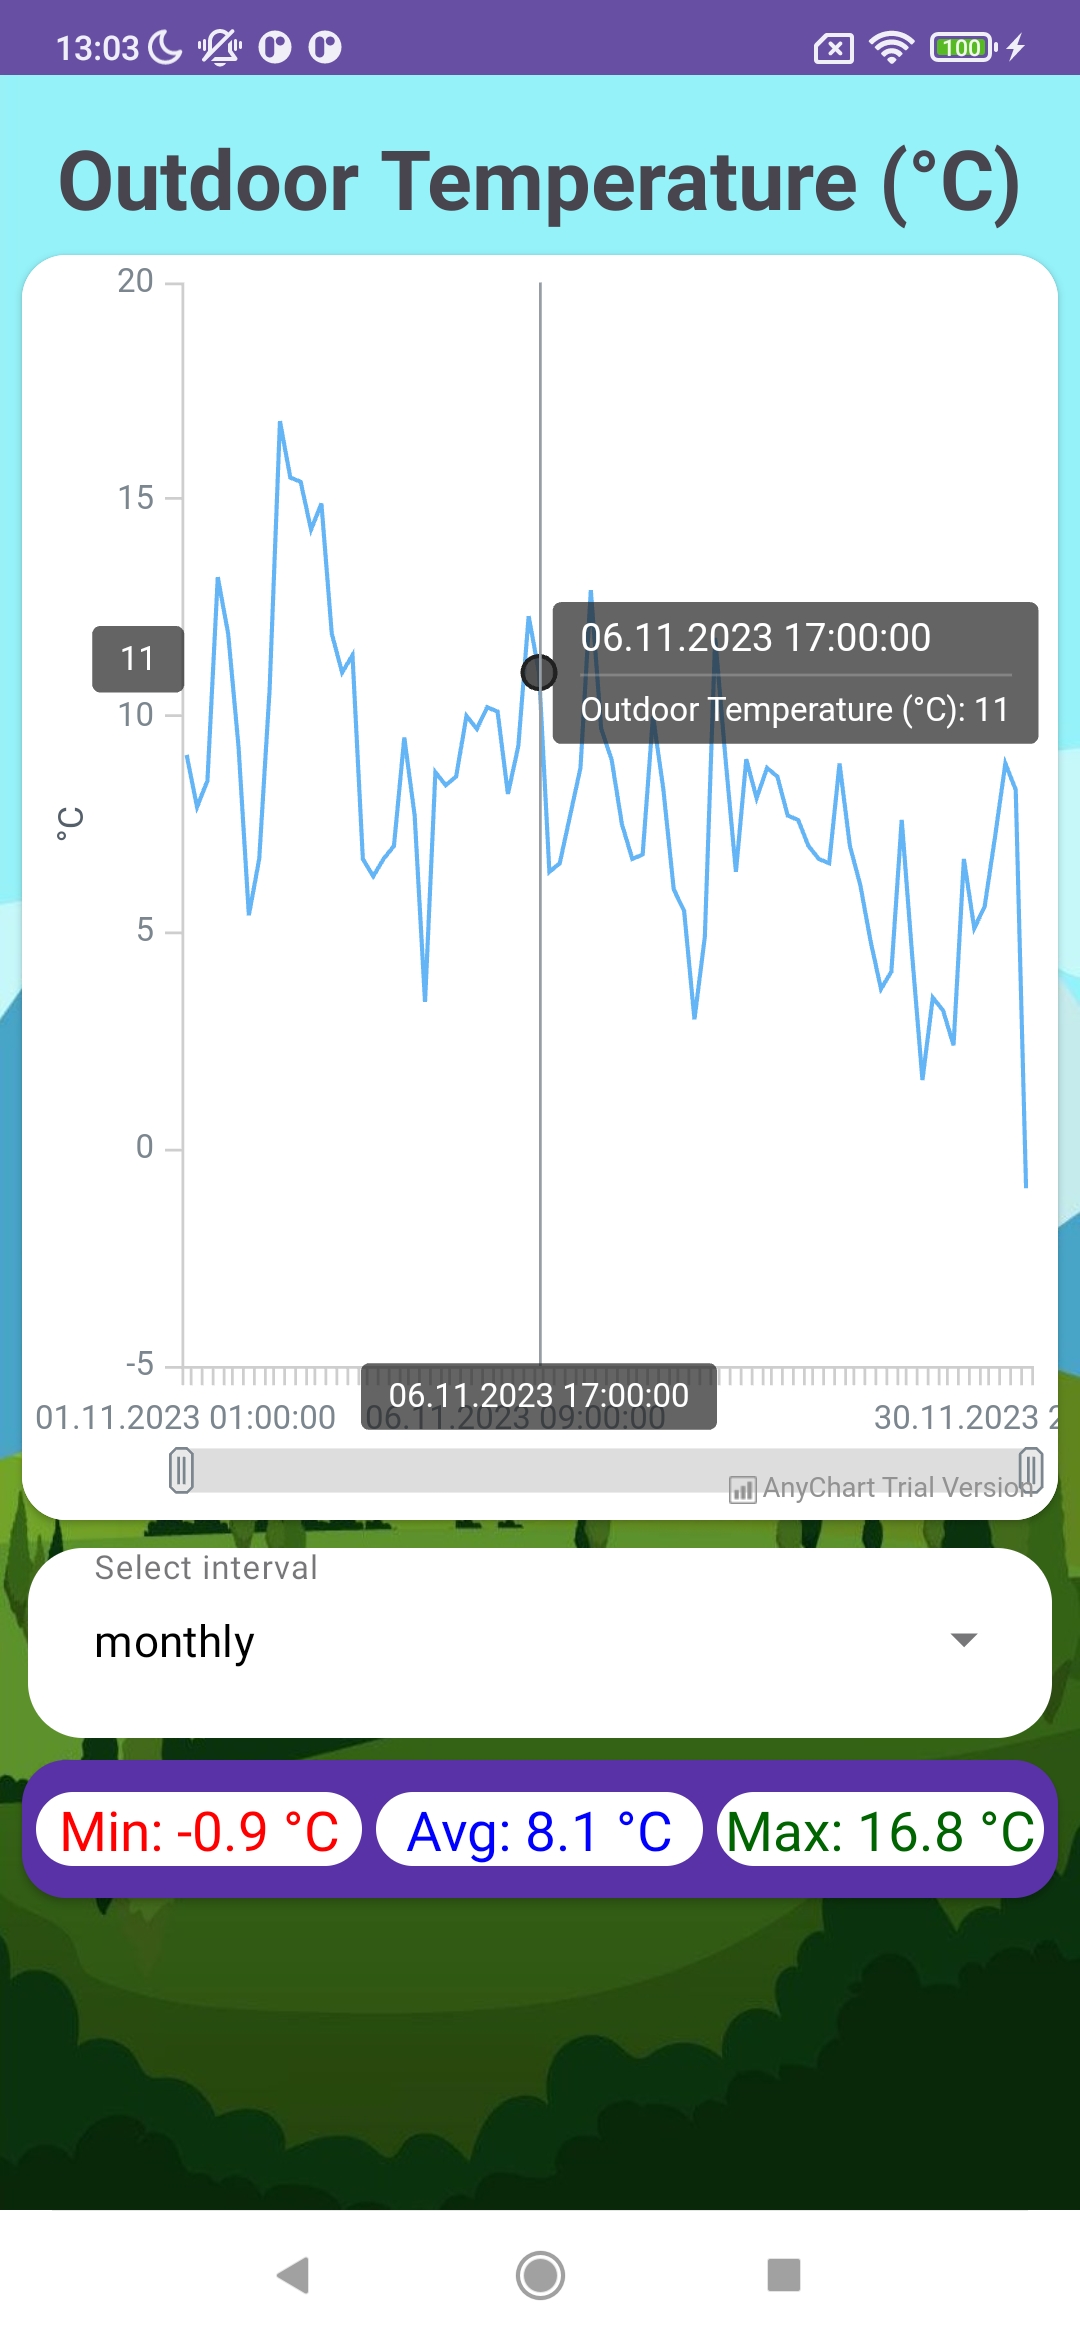 13:03
100
Outdoor Temperature (°C)
20
15
11
10
5
0
-5
°C
06.11.2023 17:00:00
Outdoor Temperature (°C): 11
06.11.2023 17:00:00
01.11.2023 01:00:00 06.11.2023 09:00:00 30.11.2023 2
AnyChart Trial Version
Select interval
monthly
Min: -0.9 °C Avg: 8.1 °C Max: 16.8 °C